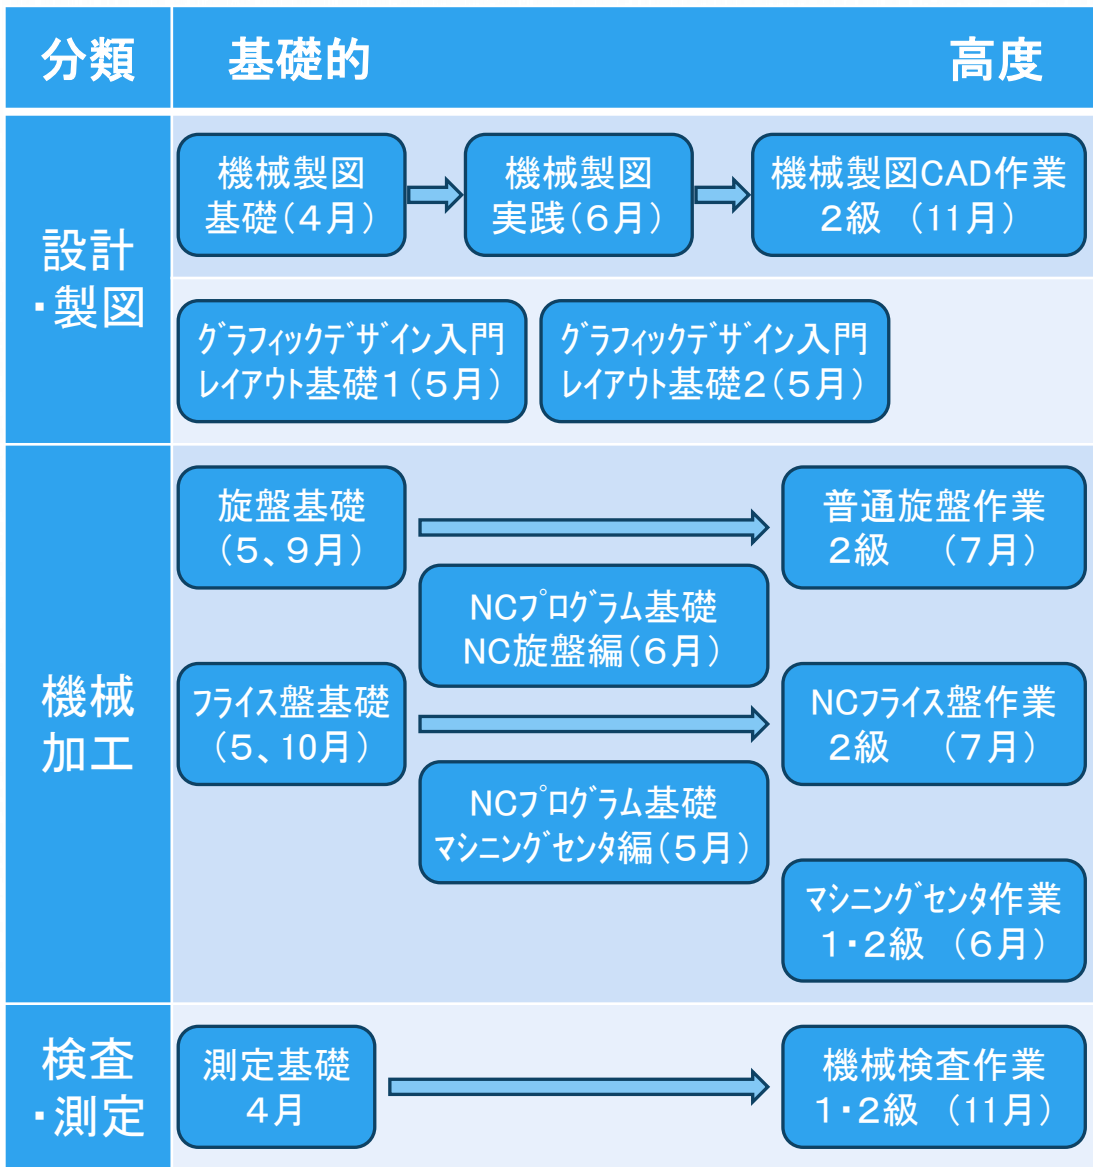 分類
基礎的
高度
設計
・製図
機械製図
基礎（４月）
機械製図
実践（６月）
機械製図CAD作業
２級　（11月）
ｸﾞﾗﾌｨｯｸﾃﾞｻﾞｲﾝ入門
ﾚｲｱｳﾄ基礎１（５月）
ｸﾞﾗﾌｨｯｸﾃﾞｻﾞｲﾝ入門
ﾚｲｱｳﾄ基礎２（５月）
機械
加工
旋盤基礎
（５、９月）
普通旋盤作業
２級　　（７月）
NCﾌﾟﾛｸﾞﾗﾑ基礎
NC旋盤編（６月）
ﾌﾗｲｽ盤基礎
（５、10月）
NCﾌﾗｲｽ盤作業
２級　　（７月）
NCﾌﾟﾛｸﾞﾗﾑ基礎
ﾏｼﾆﾝｸﾞｾﾝﾀ編（５月）
ﾏｼﾆﾝｸﾞｾﾝﾀ作業
１・２級　（６月）
検査
・測定
測定基礎
４月
機械検査作業
１・２級　（11月）